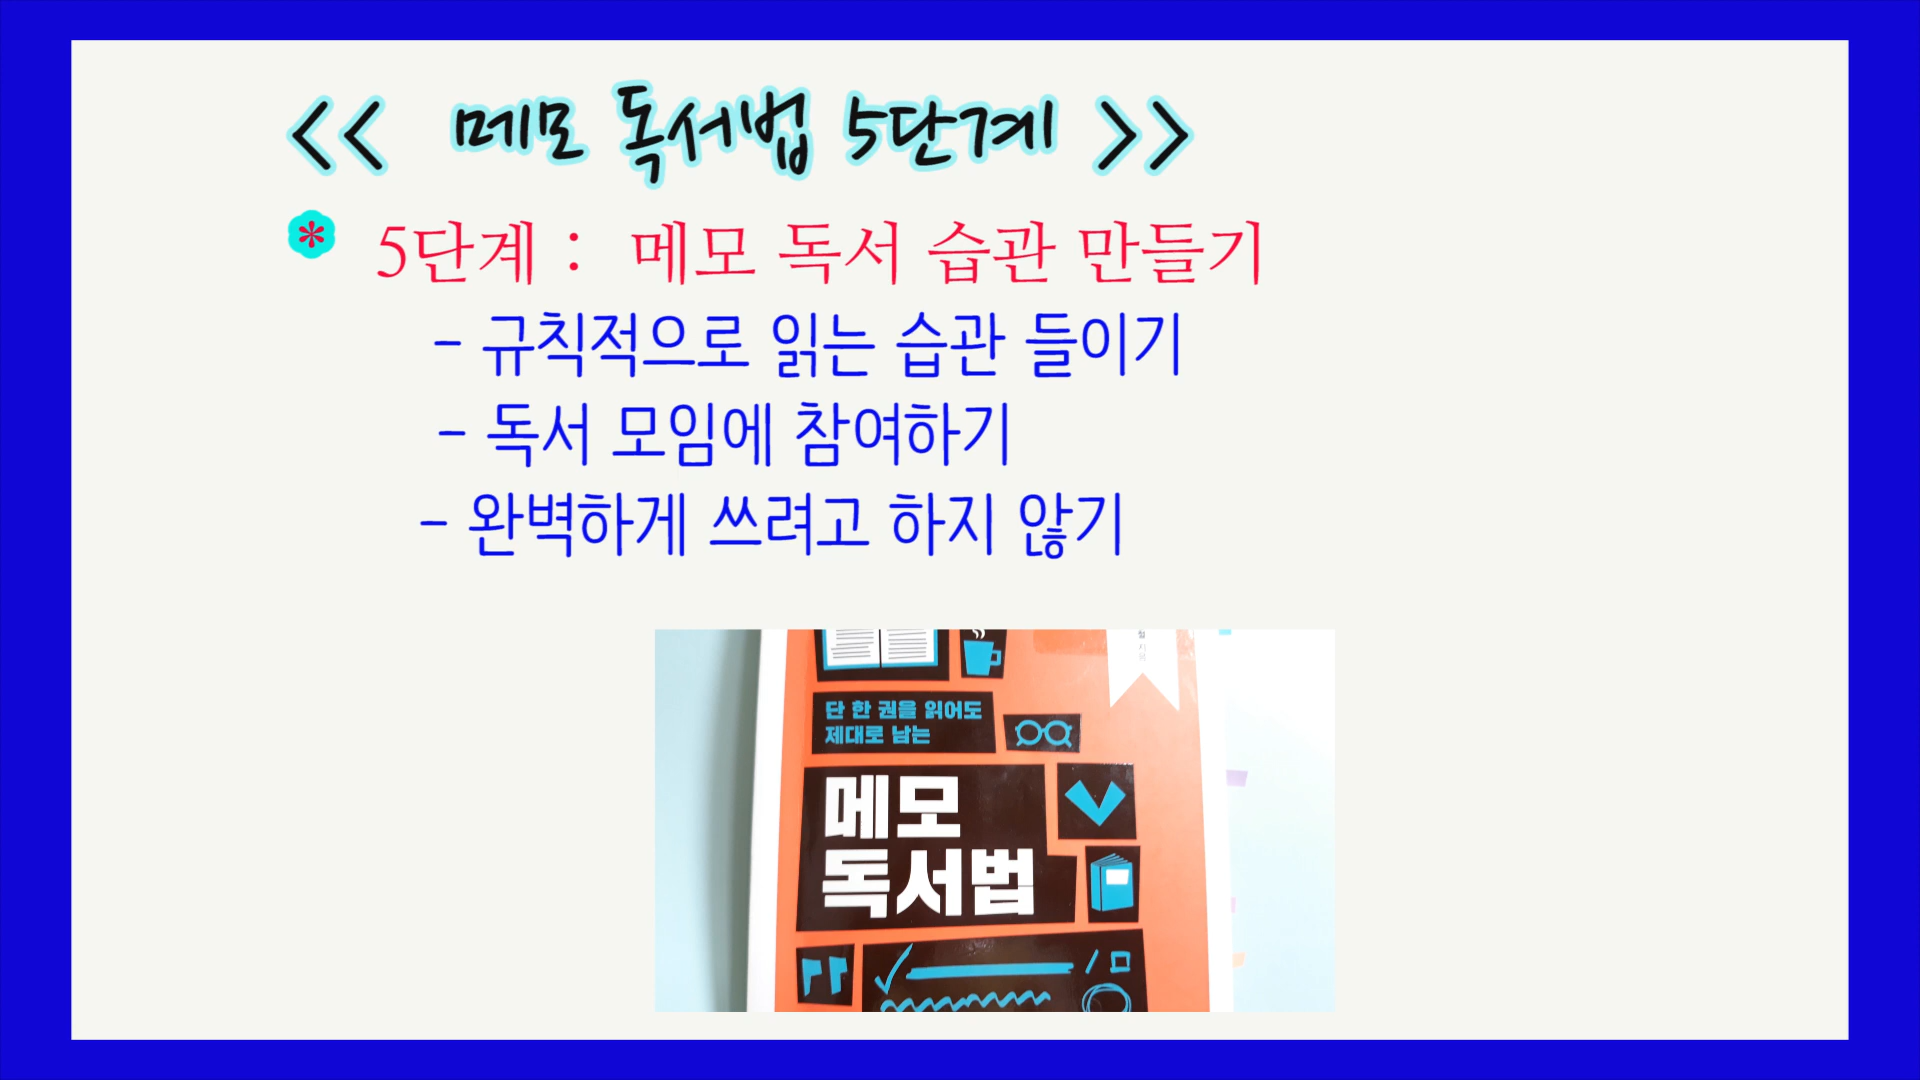 << 메모 독서법 5단계 >>
* 5단계 : 메모 독서 습관 만들기
- 규칙적으로 읽는 습관 들이기
- 독서 모임에 참여하기
- 완벽하게 쓰려고 하지 않기
단 한 권을 읽어도
제대로 남는
메모
독서법